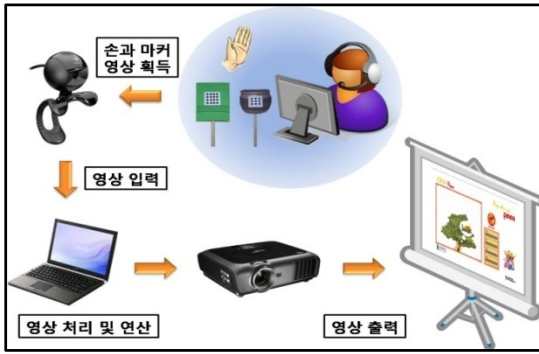 손과 마커
영상 획득
영상 입력
영상 처리 및 연산
영상 출력